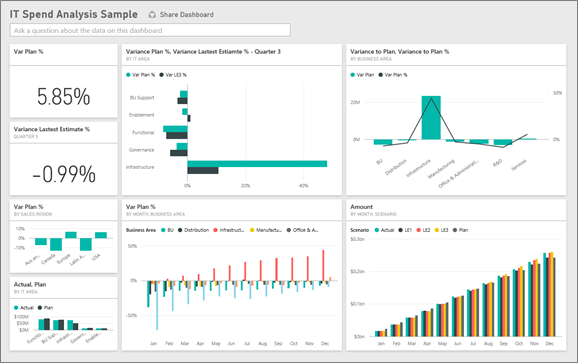 IT Spend Analysis Sample
Share Dashboard
Ask a question about the data on this dashboard
Var Plan %
5.85%
Variance Lastest Estimate %
QUARTER 3
-0.99%
Variance Plan %, Variance Lastest Estiamte % - Quarter 3
BY IT AREA
Var Plan % Var LE3 %
BU Support
Enablement
Functional
Governance
Infrastructure
0% 20% 40%
Variance to Plan, Variance to Plan %
BY BUSINESS AREA
Var Plan Var Plan %
20M
0M
50%
0%
BU
Distribution
Infrastructure
Manufacturing
Office & Administrati...
R&D
Services
Var Plan %
BY SALES REGION
10%
0%
-10%
Aus an...
Canada
Europe
Latin A...
USA
Actual, Plan
BY IT AREA
Actual Plan
$100M
$50M
$0M
Functio...
BU Sup...
Infrastr...
Govern...
Enable...
Var Plan %
BY MONTH, BUSINESS AREA
Business Area BU Distribution Infrastruct... Manufactu... Office & A...
50%
0%
-50%
Jan Feb Mar Apr May Jun Jul Aug Sep Oct Nov Dec
Amount
BY MONTH, SCENARIO
Scenario Actual LE1 LE2 LE3 Plan
$0.3bn
$0.2bn
$0.1bn
$0.0bn
Jan Feb Mar Apr May Jun Jul Aug Sep Oct Nov Dec